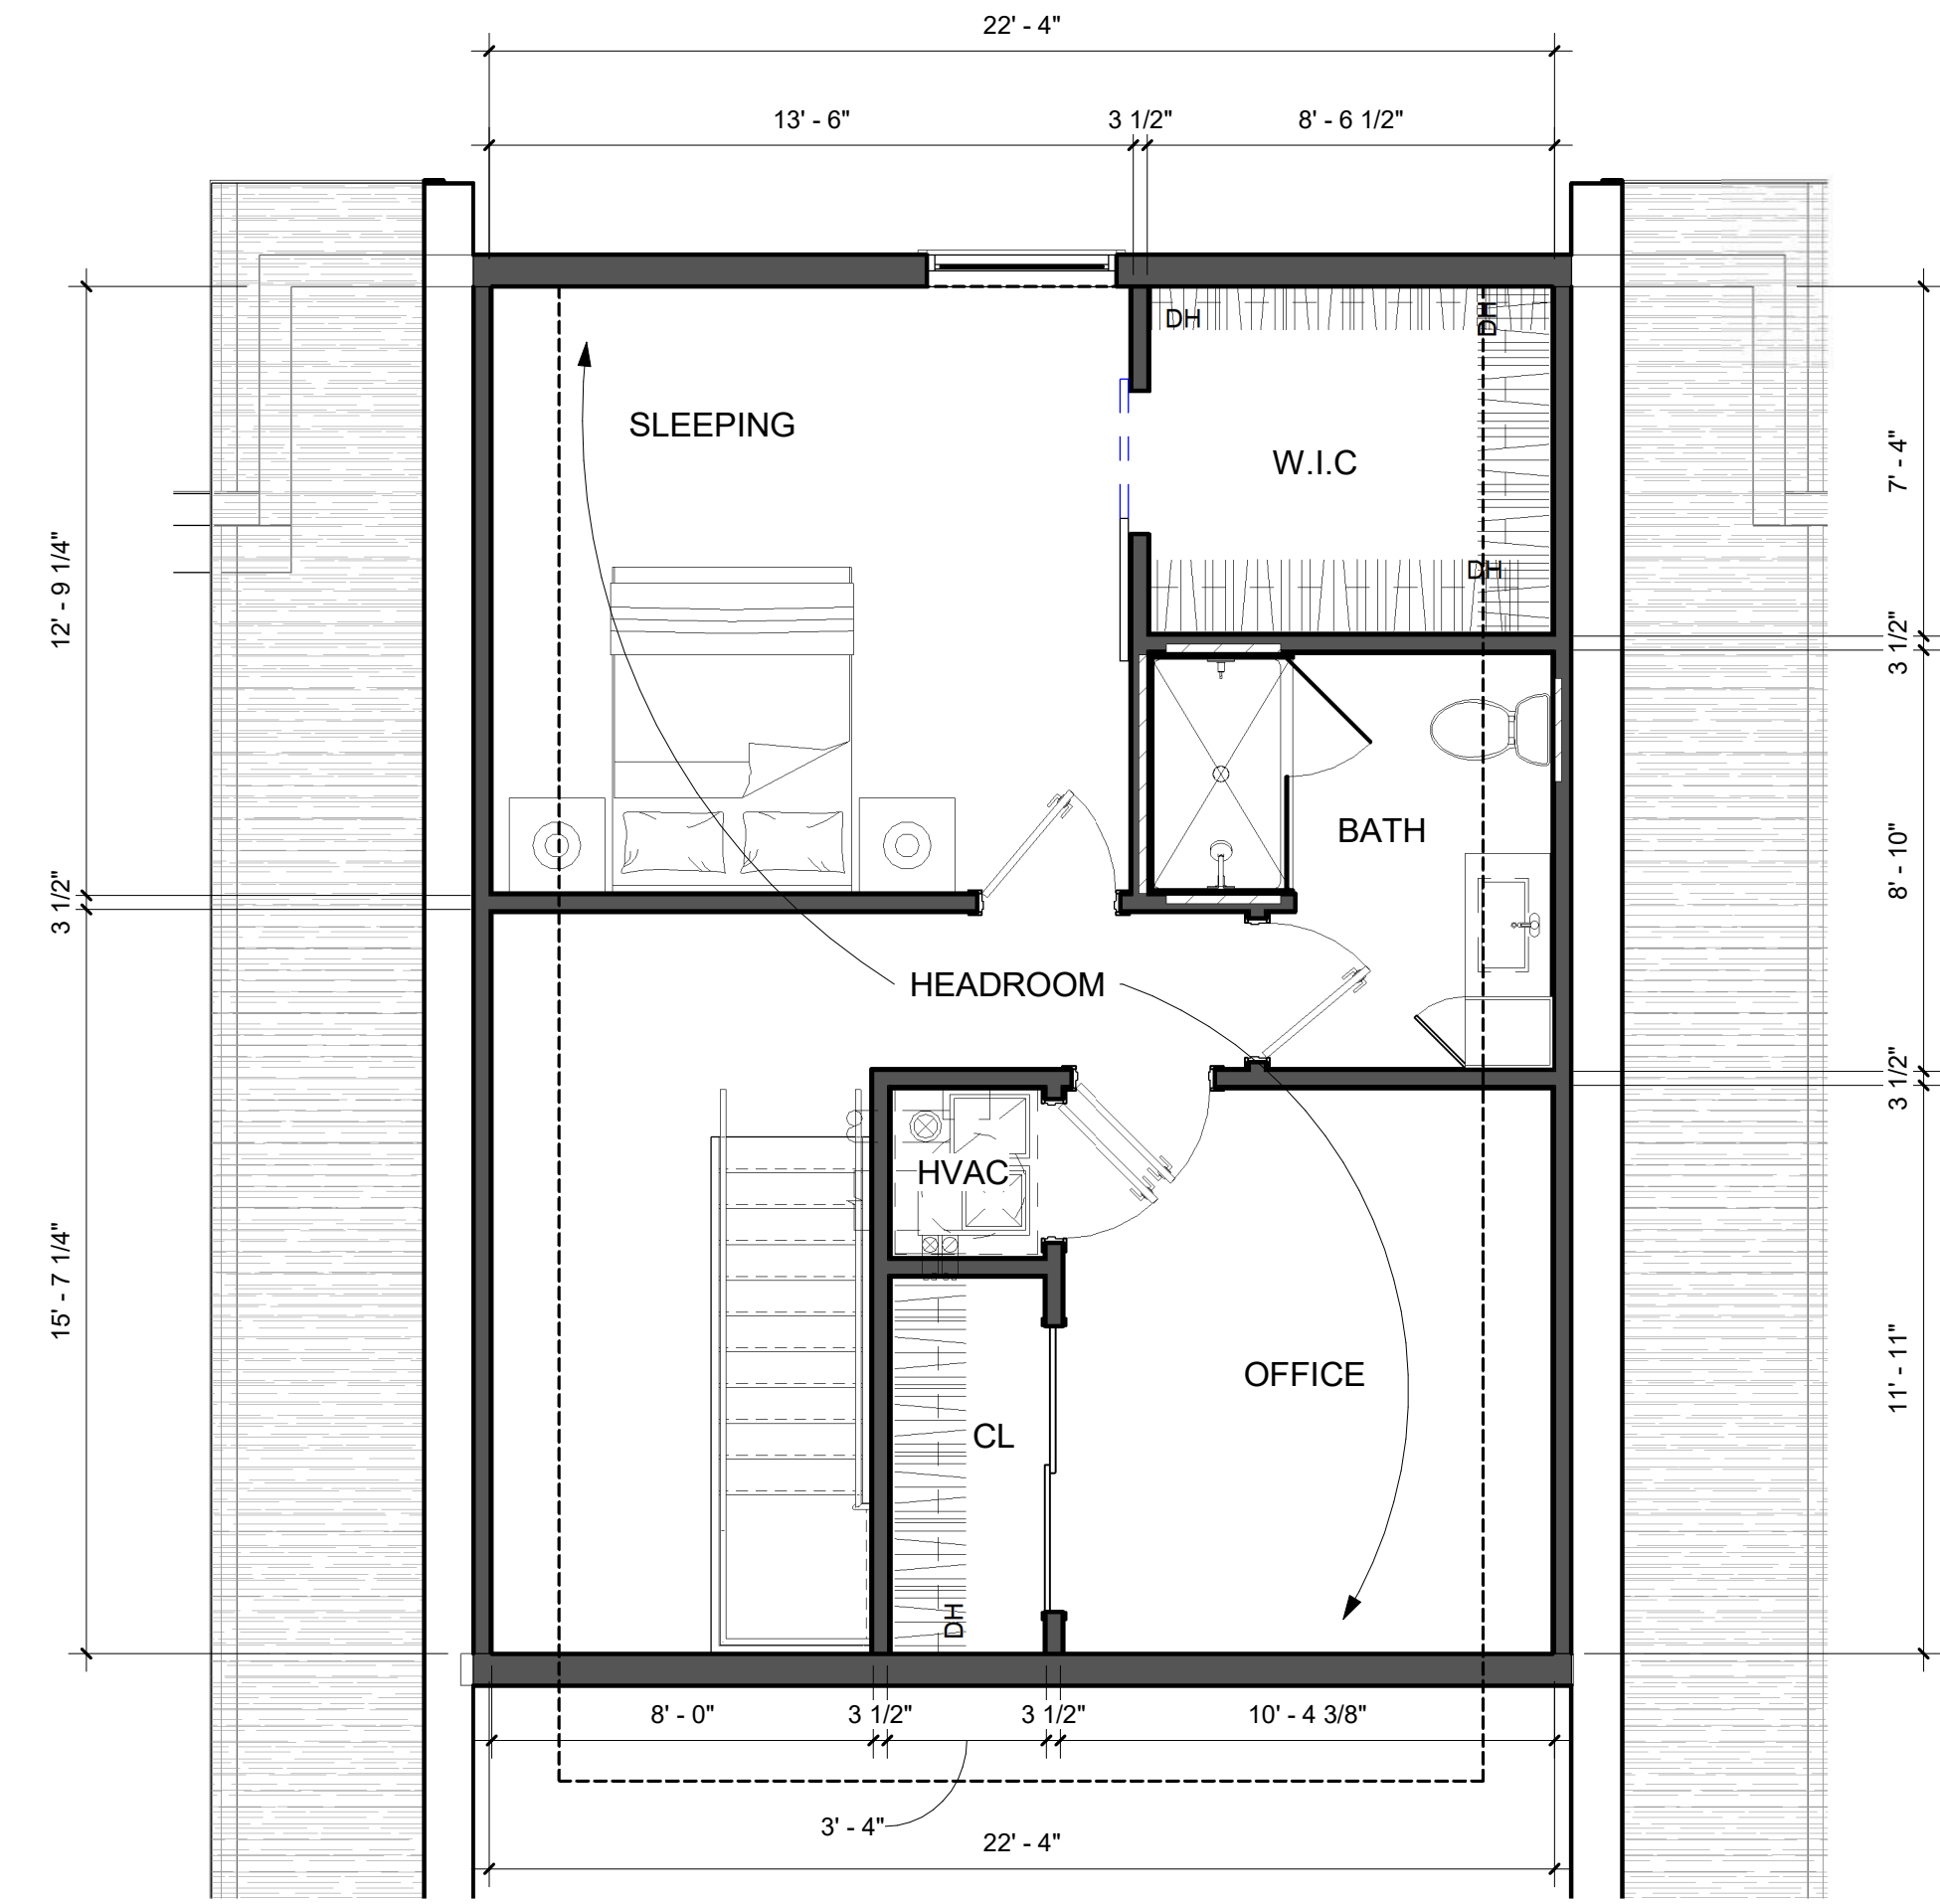 22' - 4"
13' - 6"
3 1/2"
8' - 6 1/2"
DH
DH
SLEEPING
W.I.C
7' - 4"
12' - 9 1/4"
DH
3 1/2"
BATH
8' - 10"
3 1/2"
HEADROOM
3 1/2"
HVAC
15' - 7 1/4"
OFFICE
11' - 11"
CL
DH
8' - 0"
3 1/2"
3 1/2"
10' - 4 3/8"
3' - 4"
22' - 4"